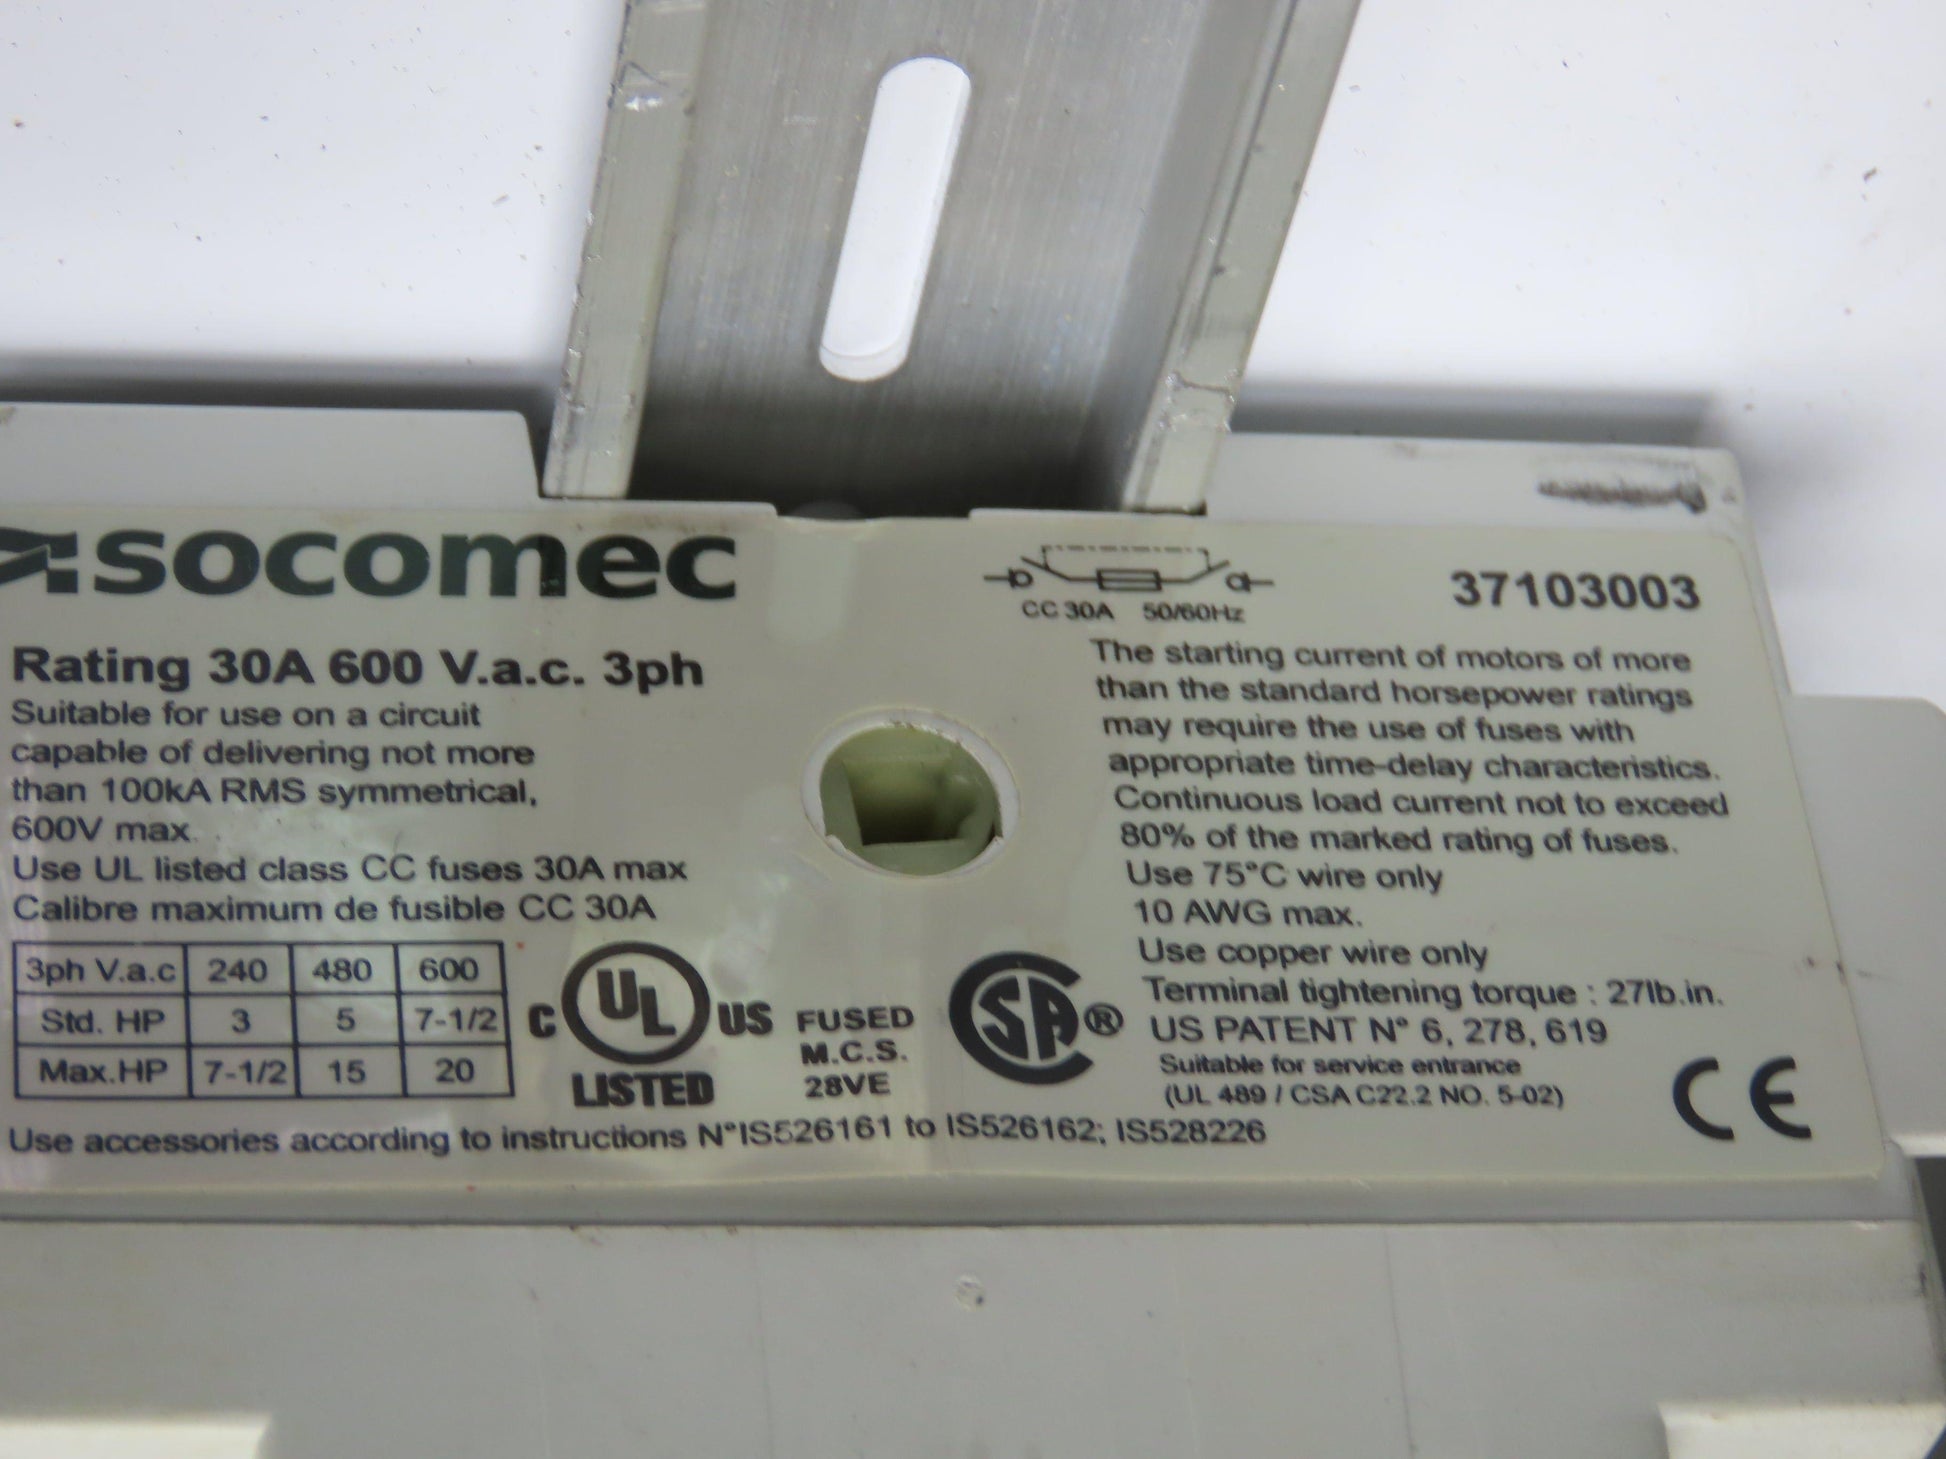 socomec
CC 30A 50/60Hz
37103003
Rating 30A 600 V.a.c. 3ph
Suitable for use on a circuit
capable of delivering not more
than 100kA RMS symmetrical,
600V max.
Use UL listed class CC fuses 30A max
Calibre maximum de fusible CC 30A
3ph V.a.c 240 480 600
Std. HP 3 5 7-1/2
Max.HP 7-1/2 15 20
C UL US
LISTED
FUSED
M.C.S.
28VE
SA ®
The starting current of motors of more
than the standard horsepower ratings
may require the use of fuses with
appropriate time-delay characteristics.
Continuous load current not to exceed
80% of the marked rating of fuses.
Use 75°C wire only
10 AWG max.
Use copper wire only
Terminal tightening torque : 27lb.in.
US PATENT N° 6, 278, 619
Suitable for service entrance
(UL 489 / CSA C22.2 NO. 5-02)
CE
Use accessories according to instructions N°IS526161 to IS526162; IS528226